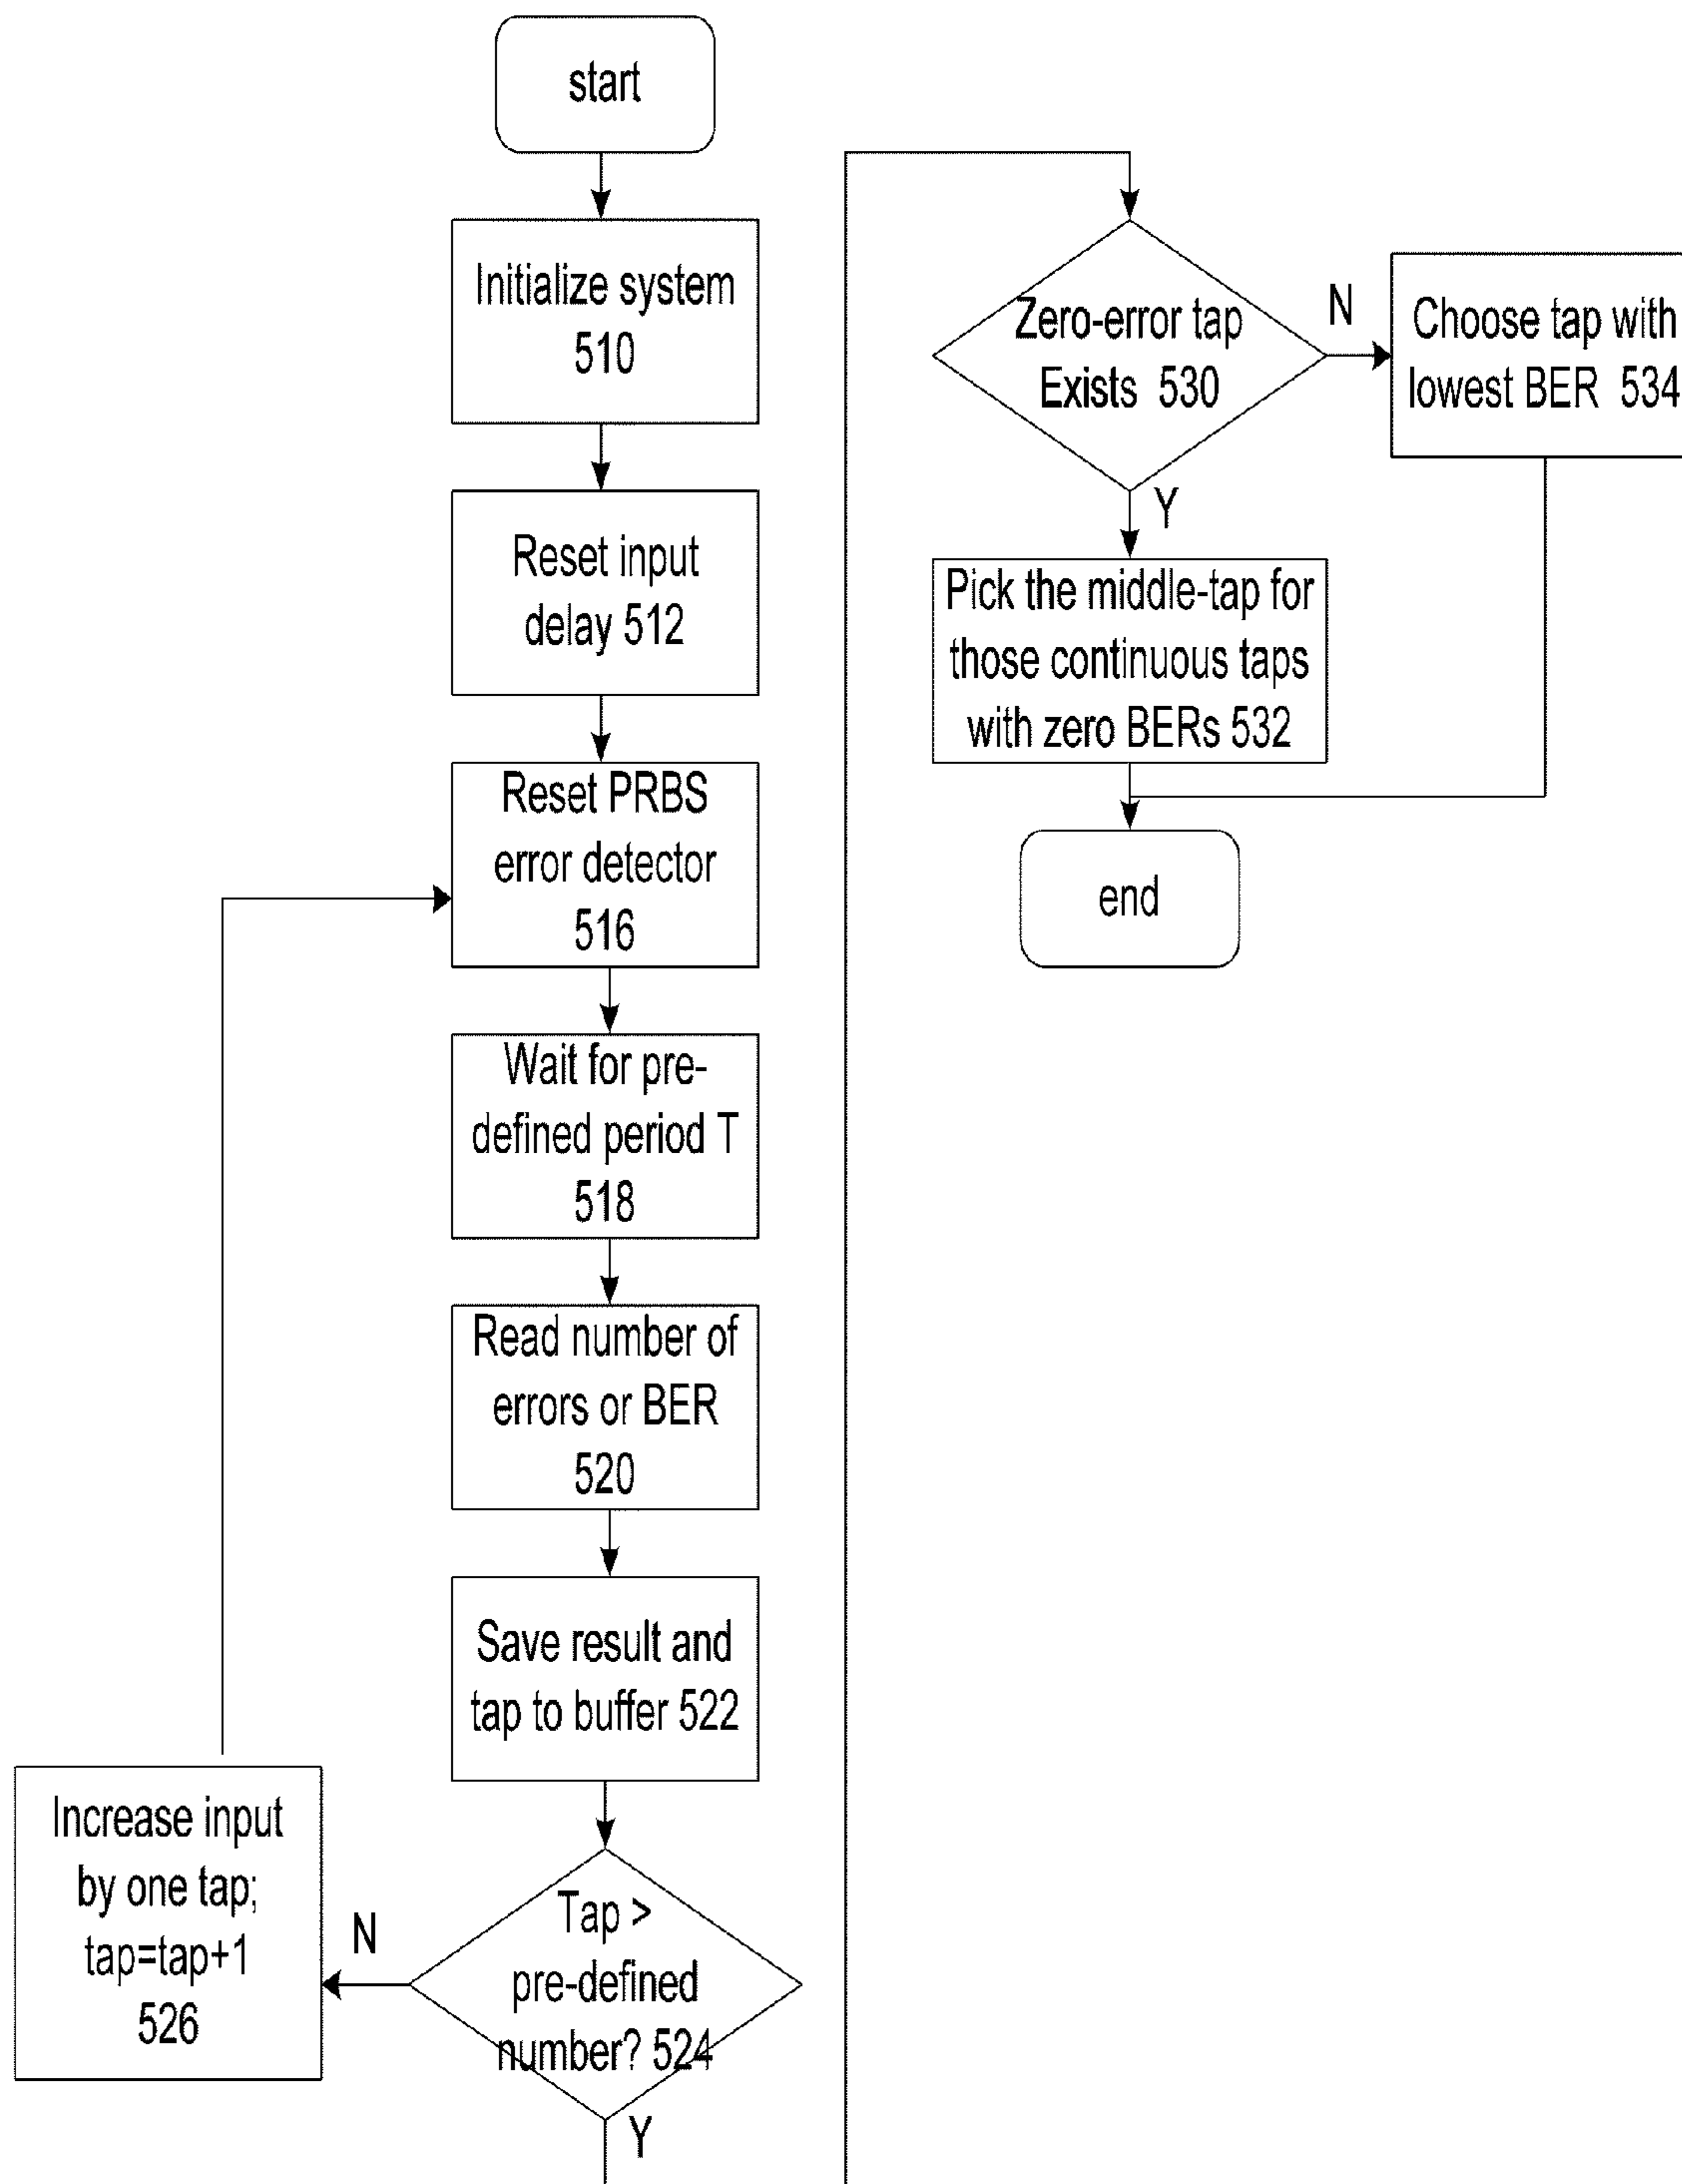 start
Initialize system
510
Reset input
delay 512
Reset PRBS
error detector
516
Wait for pre-
defined period T
518
Read number of
errors or BER
520
Save result and
tap to buffer 522
Tap >
pre-defined
number? 524
N
Y
Increase input
by one tap;
tap=tap+1
526
Zero-error tap
Exists 530
N
Y
Choose tap with
lowest BER 534
Pick the middle-tap for
those continuous taps
with zero BERs 532
end